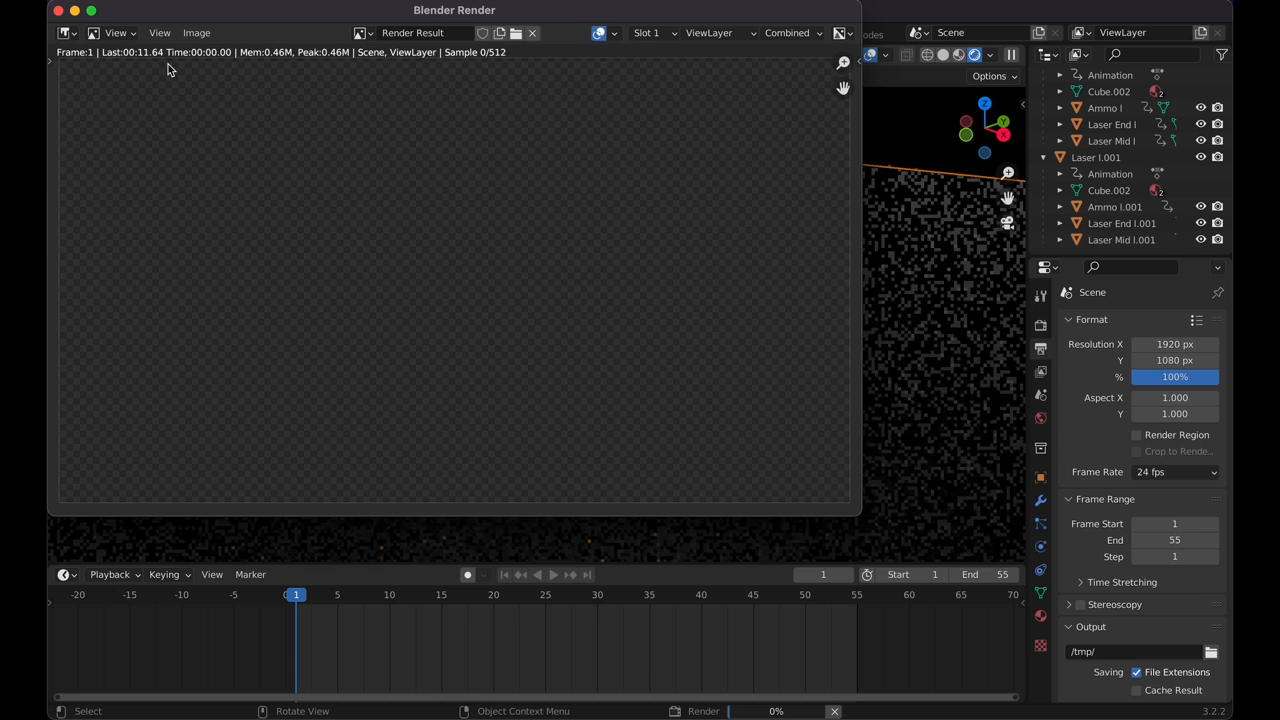 Blender Render
View View Image Render Result Slot 1 ViewLayer Combined
Frame:1 | Last:00:11.64 Time:00:00.00 | Mem:0.46M, Peak:0.46M | Scene, ViewLayer | Sample 0/512
odes Scene ViewLayer
Options
Z
Y
X
Animation
Cube.002 2
Ammo l
Laser End l
Laser Mid l
Laser l.001
Animation
Cube.002 2
Ammo l.001
Laser End l.001
Laser Mid l.001
Scene
Format
Resolution X 1920 px
Y 1080 px
% 100%
Aspect X 1.000
Y 1.000
Render Region
Crop to Rende..
Frame Rate 24 fps
Frame Range
Frame Start 1
End 55
Step 1
Time Stretching
Stereoscopy
Output
/tmp/
Saving File Extensions
Cache Result
Playback Keying View Marker 1 Start 1 End 55
-20 -15 -10 -5 0 1 5 10 15 20 25 30 35 40 45 50 55 60 65 70
Select Rotate View Object Context Menu Render 0% 3.2.2